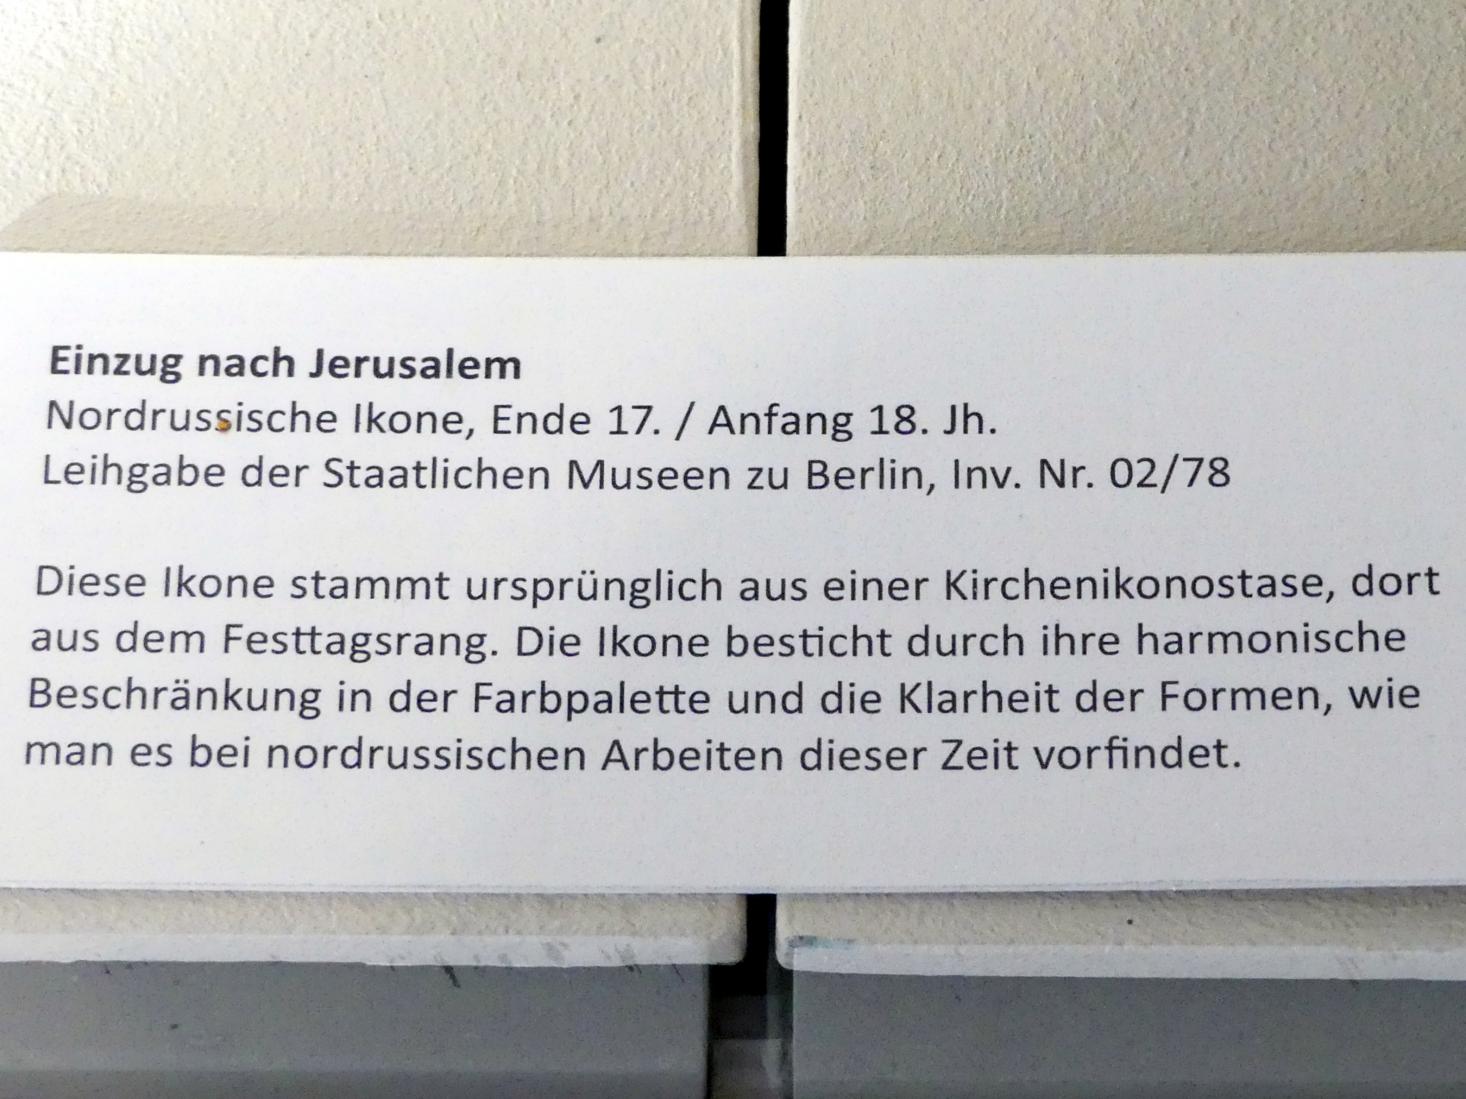 Einzug nach Jerusalem
Nordrussische Ikone, Ende 17. / Anfang 18. Jh.
Leihgabe der Staatlichen Museen zu Berlin, Inv. Nr. 02/78
Diese Ikone stammt ursprünglich aus einer Kirchenikonostase, dort
aus dem Festtagsrang. Die Ikone besticht durch ihre harmonische
Beschränkung in der Farbpalette und die Klarheit der Formen, wie
man es bei nordrussischen Arbeiten dieser Zeit vorfindet.